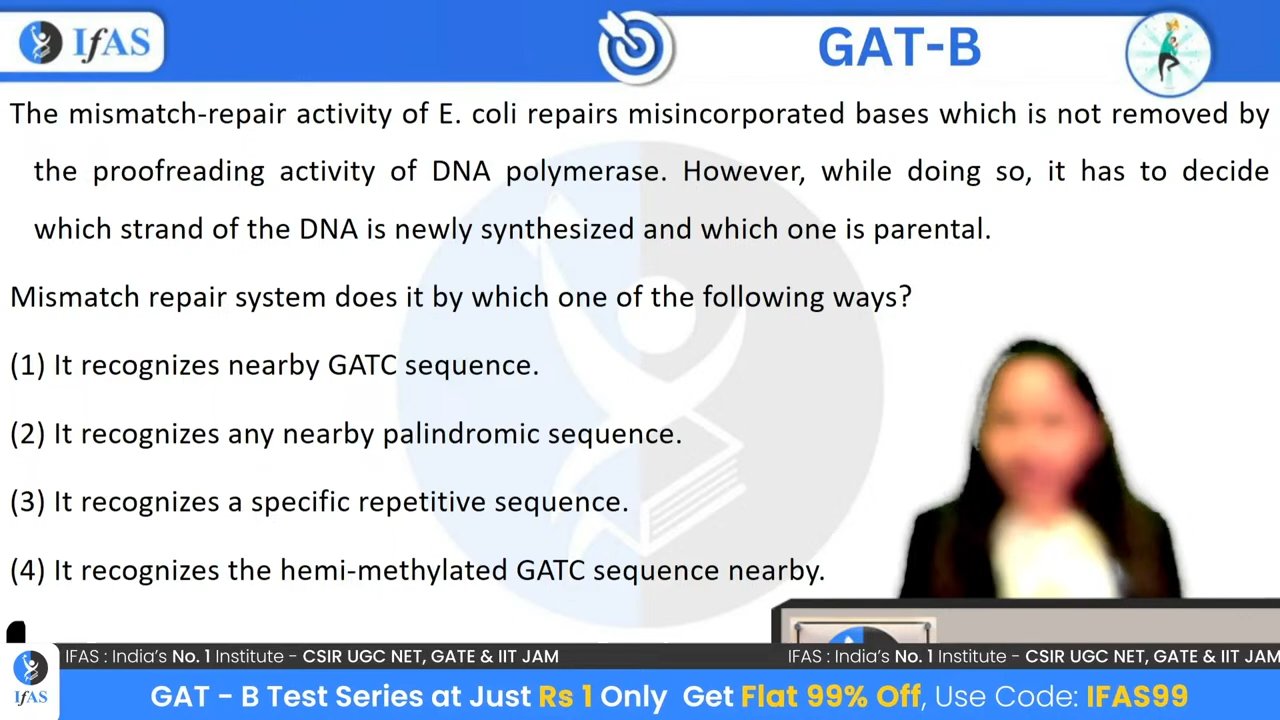 IfAS
GAT-B
The mismatch-repair activity of E. coli repairs misincorporated bases which is not removed by
the proofreading activity of DNA polymerase. However, while doing so, it has to decide
which strand of the DNA is newly synthesized and which one is parental.
Mismatch repair system does it by which one of the following ways?
(1) It recognizes nearby GATC sequence.
(2) It recognizes any nearby palindromic sequence.
(3) It recognizes a specific repetitive sequence.
(4) It recognizes the hemi-methylated GATC sequence nearby.
IFAS : India's No. 1 Institute - CSIR UGC NET, GATE & IIT JAM
IFAS : India's No. 1 Institute - CSIR UGC NET, GATE & IIT JAM
IfAS
GAT - B Test Series at Just Rs 1 Only Get Flat 99% Off, Use Code: IFAS99